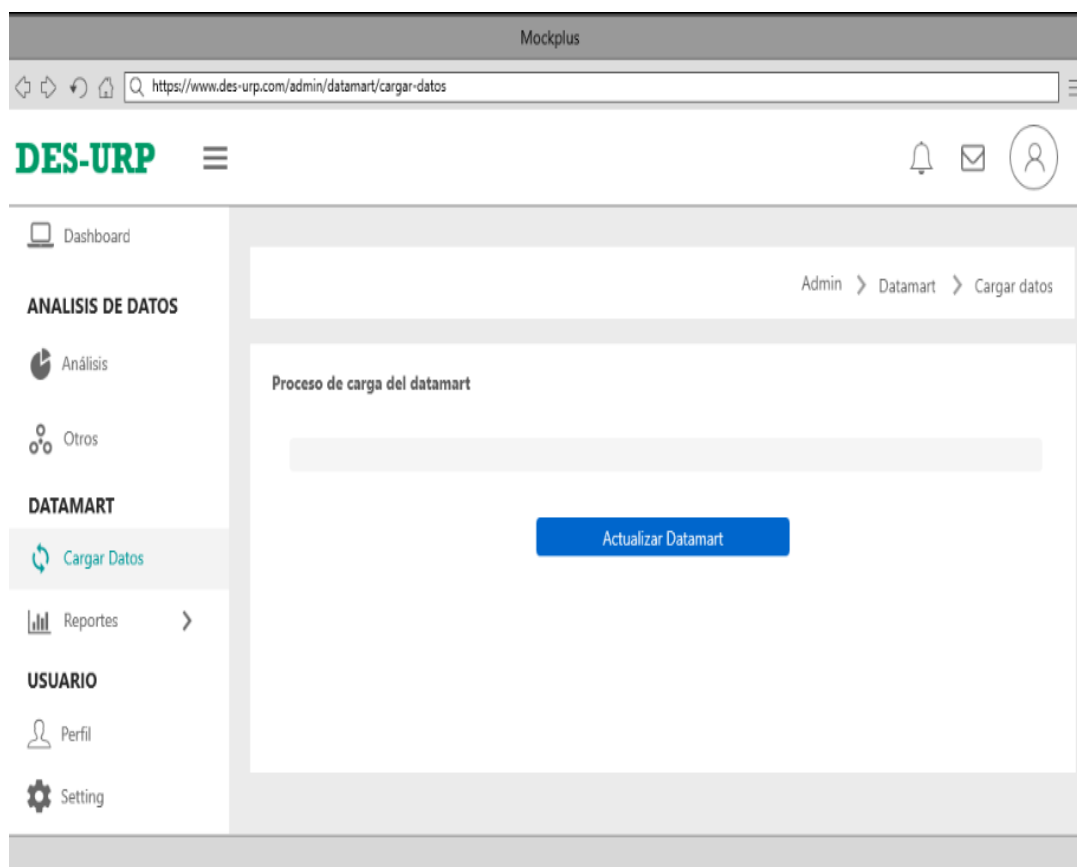 Mockplus
https://www.des-urp.com/admin/datamart/cargar-datos
DES-URP
Dashboard
ANALISIS DE DATOS
Análisis
Otros
DATAMART
Cargar Datos
Reportes
USUARIO
Perfil
Setting
Admin Datamart Cargar datos
Proceso de carga del datamart
Actualizar Datamart